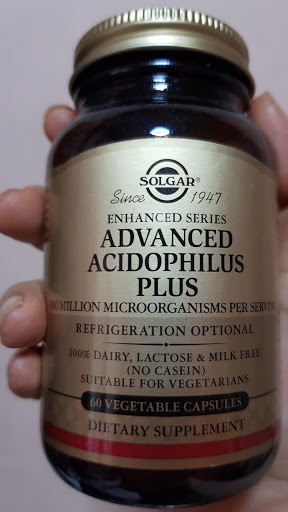 SOLGAR®
Since 1947
ENHANCED SERIES
ADVANCED
ACIDOPHILUS
PLUS
MILLION MICROORGANISMS PER SERVING
REFRIGERATION OPTIONAL
100% DAIRY, LACTOSE & MILK FREE
(NO CASEIN)
SUITABLE FOR VEGETARIANS
60 VEGETABLE CAPSULES
DIETARY SUPPLEMENT